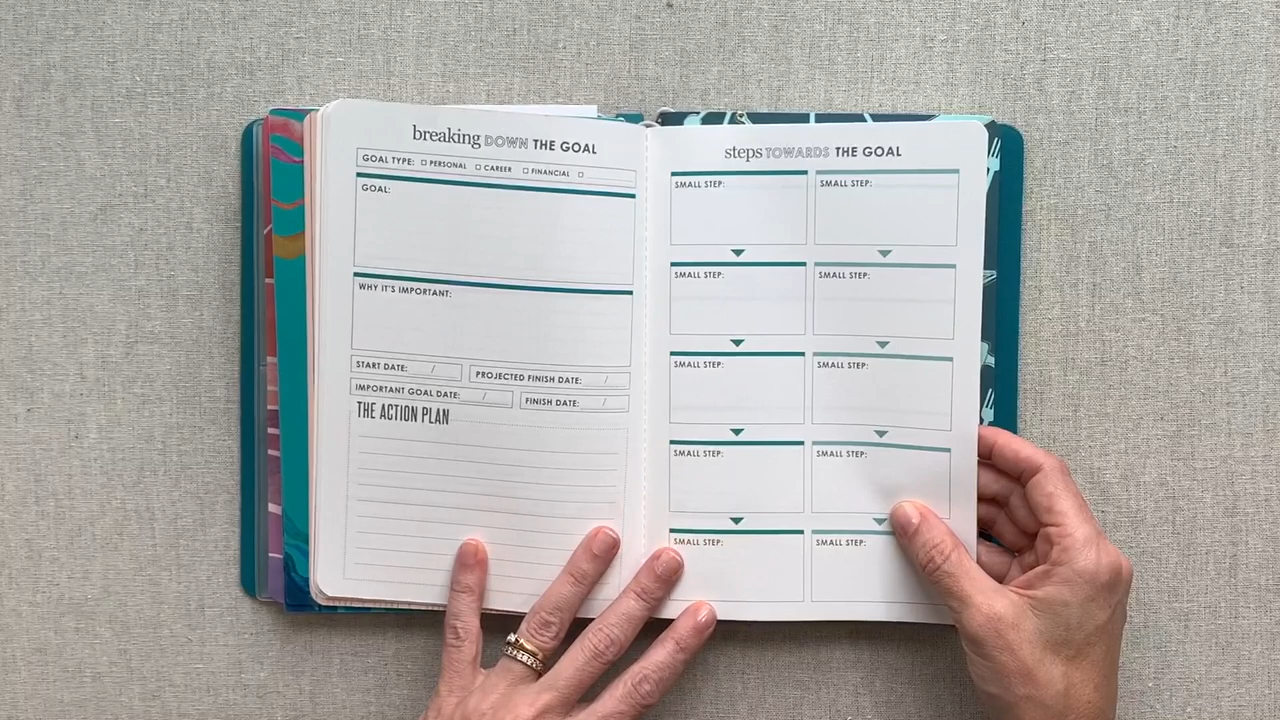 breaking DOWN THE GOAL
GOAL TYPE: PERSONAL CAREER FINANCIAL
GOAL:
WHY IT'S IMPORTANT:
START DATE: /
PROJECTED FINISH DATE: /
IMPORTANT GOAL DATE: /
FINISH DATE: /
THE ACTION PLAN
steps TOWARDS THE GOAL
SMALL STEP:
SMALL STEP:
SMALL STEP:
SMALL STEP:
SMALL STEP:
SMALL STEP:
SMALL STEP:
SMALL STEP:
SMALL STEP:
SMALL STEP: